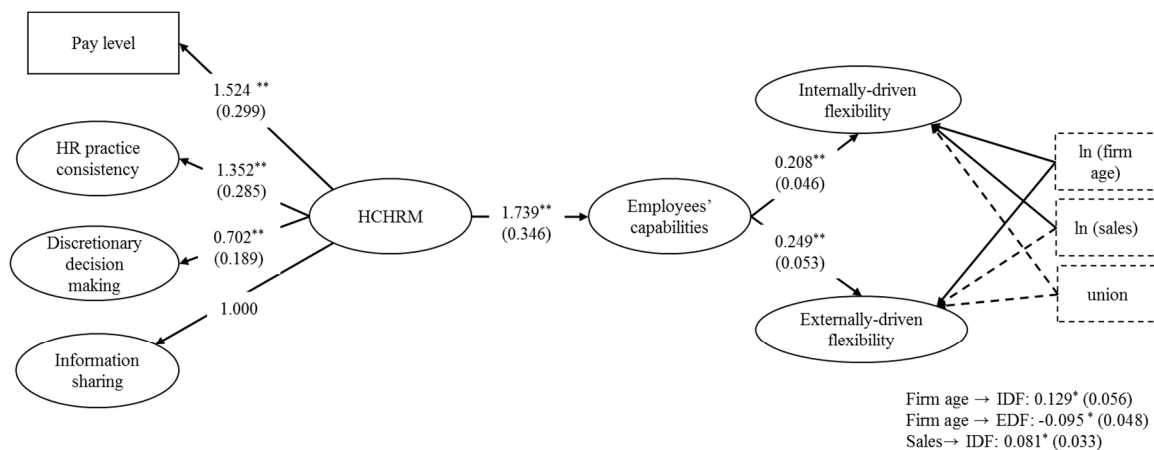 Pay level
1.524 **
(0.299)
HR practice
consistency
1.352**
(0.285)
Discretionary
decision
making
0.702**
(0.189)
Information
sharing
1.000
HCHRM
1.739**
(0.346)
Employees’
capabilities
0.208**
(0.046)
0.249**
(0.053)
Internally-driven
flexibility
Externally-driven
flexibility
ln (firm
age)
ln (sales)
union
Firm age → IDF: 0.129* (0.056)
Firm age → EDF: -0.095 * (0.048)
Sales→ IDF: 0.081* (0.033)